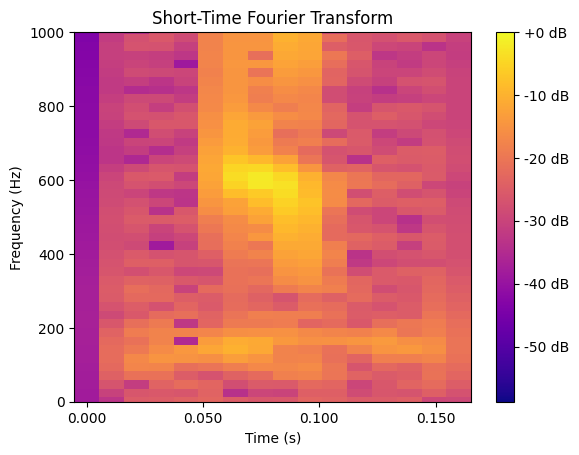 Short-Time Fourier Transform
Frequency (Hz)
1000
800
600
400
200
0
0.000
0.050
0.100
0.150
Time (s)
+0 dB
-10 dB
-20 dB
-30 dB
-40 dB
-50 dB